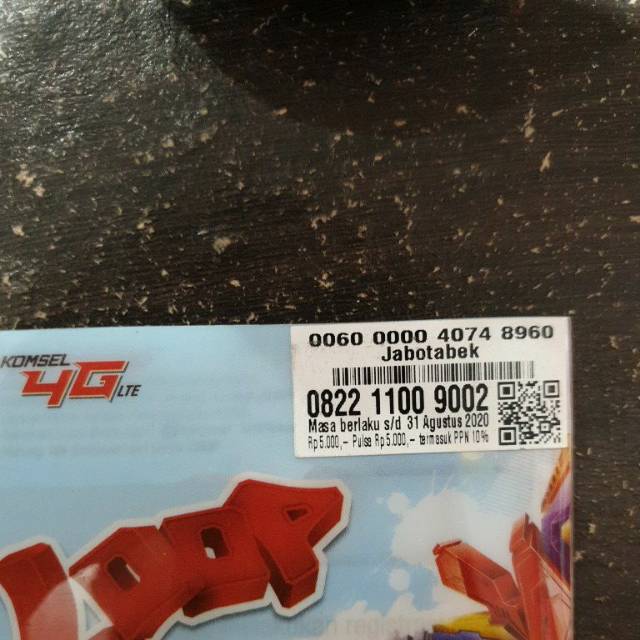 0060 0000 4074 8960
Jabotabek
0822 1100 9002
Masa berlaku s/d 31 Agustus 2020
Rp 5.000,- Pulsa Rp 5.000,- termasuk PPN 10%
KOMSEL
4G LTE
LOOP